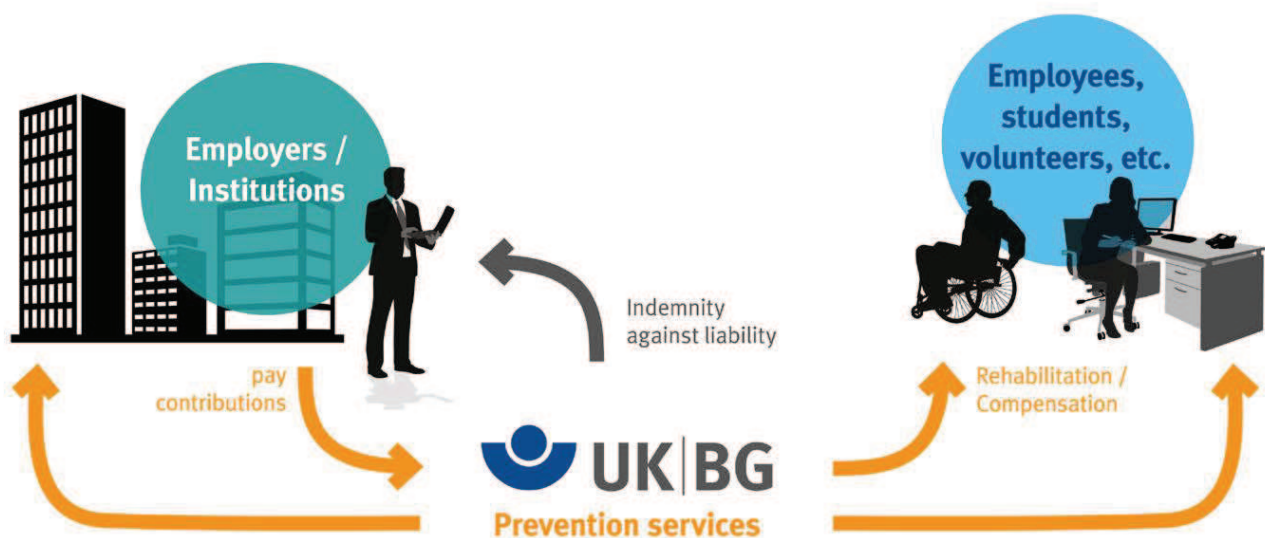 Employers /
Institutions
Employees,
students,
volunteers, etc.
Indemnity
against liability
pay
contributions
Rehabilitation /
Compensation
UK|BG
Prevention services